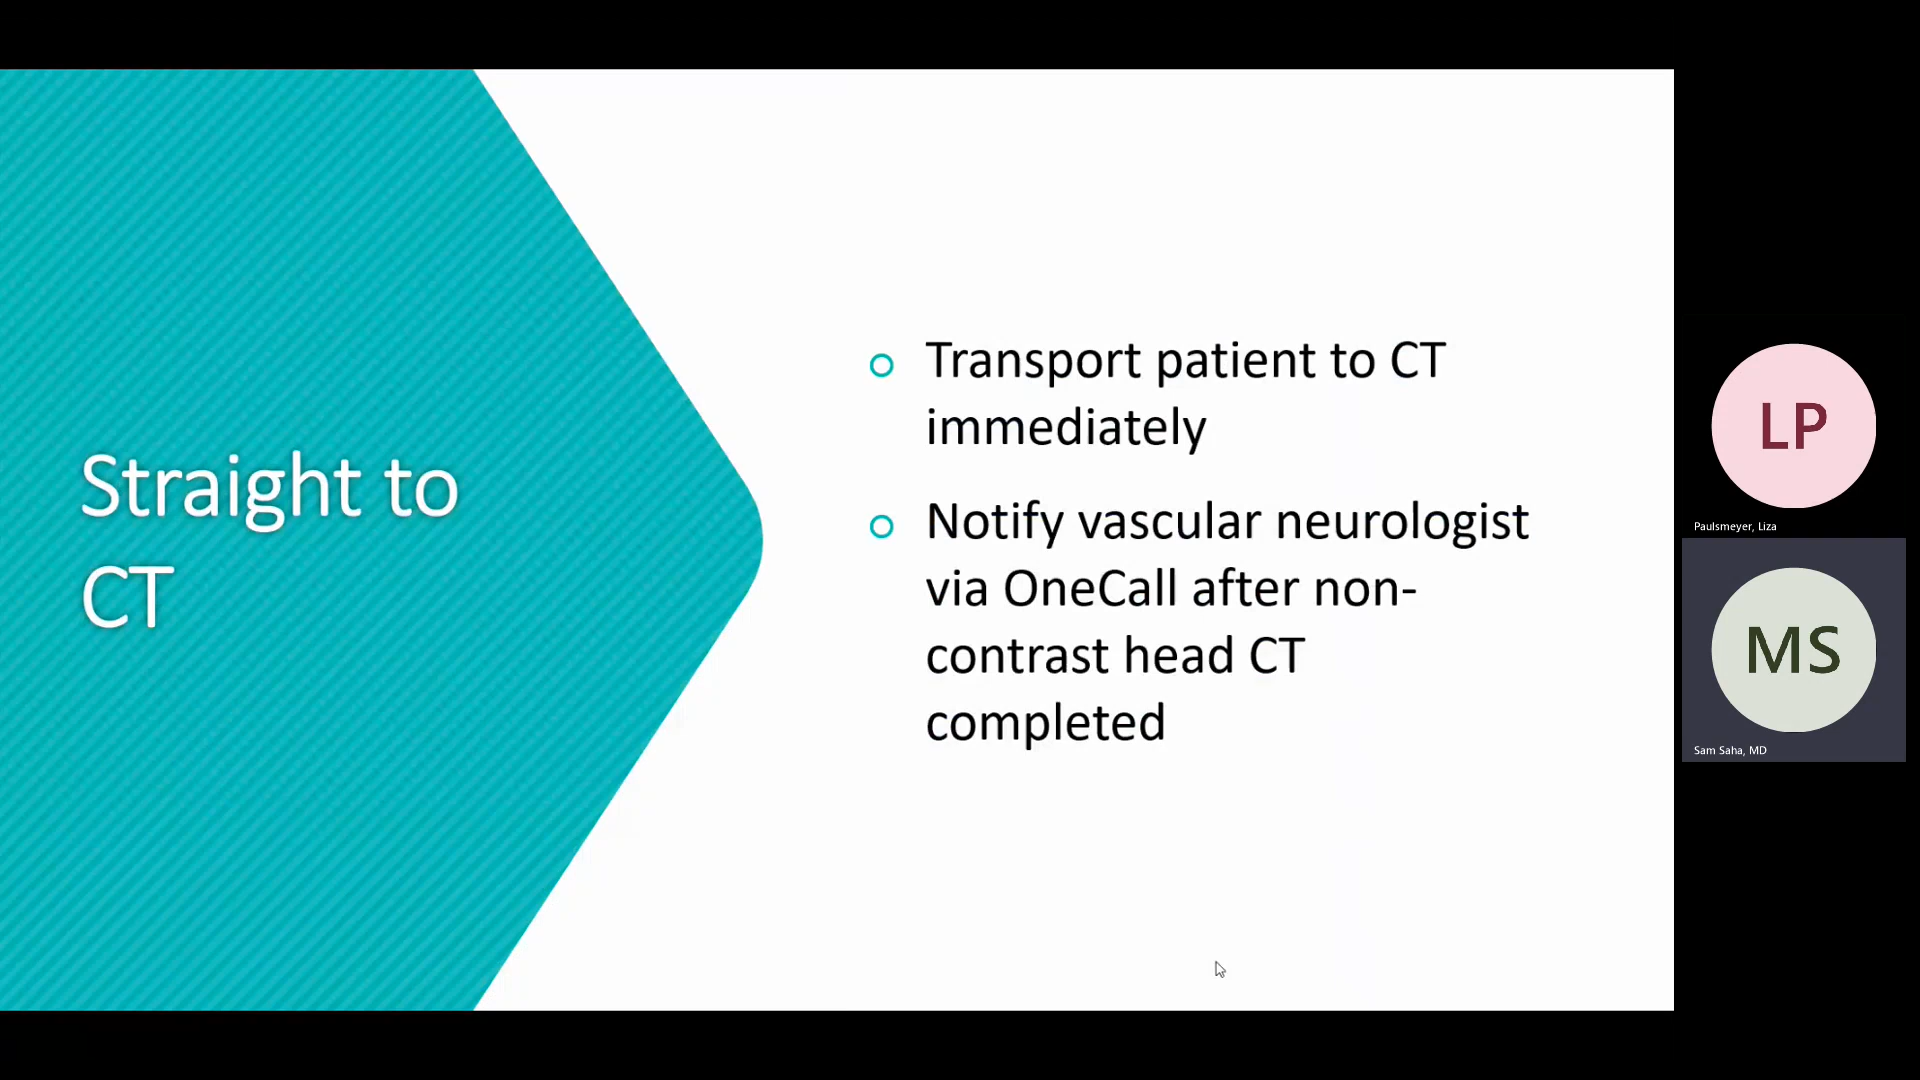 Straight to
CT
Transport patient to CT
immediately
Notify vascular neurologist
via OneCall after non-
contrast head CT
completed
LP
Paulsmeyer, Liza
MS
Sam Saha, MD